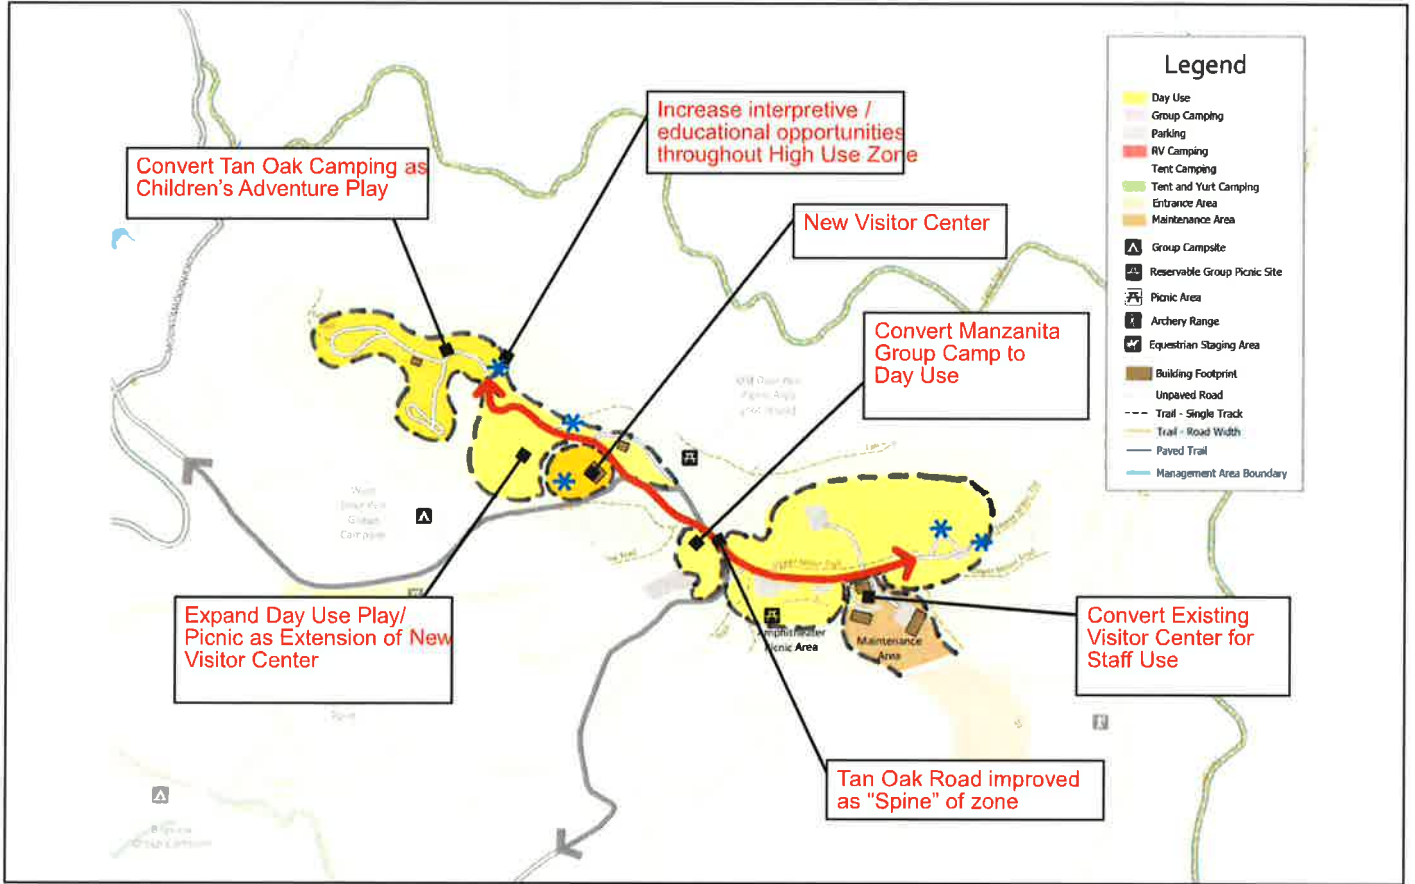 Legend
Day Use
Group Camping
Parking
RV Camping
Tent Camping
Tent and Yurt Camping
Entrance Area
Maintenance Area
Group Campsite
Reservable Group Picnic Site
Picnic Area
Archery Range
Equestrian Staging Area
Building Footprint
Unpaved Road
Trail - Single Track
Trail - Road Width
Paved Trail
Management Area Boundary
Increase interpretive /
educational opportunities
throughout High Use Zone
Convert Tan Oak Camping as
Children's Adventure Play
New Visitor Center
Convert Manzanita
Group Camp to
Day Use
Expand Day Use Play/
Picnic as Extension of New
Visitor Center
Amphitheater
Picnic Area
Maintenance
Area
Convert Existing
Visitor Center for
Staff Use
Tan Oak Road improved
as "Spine" of zone